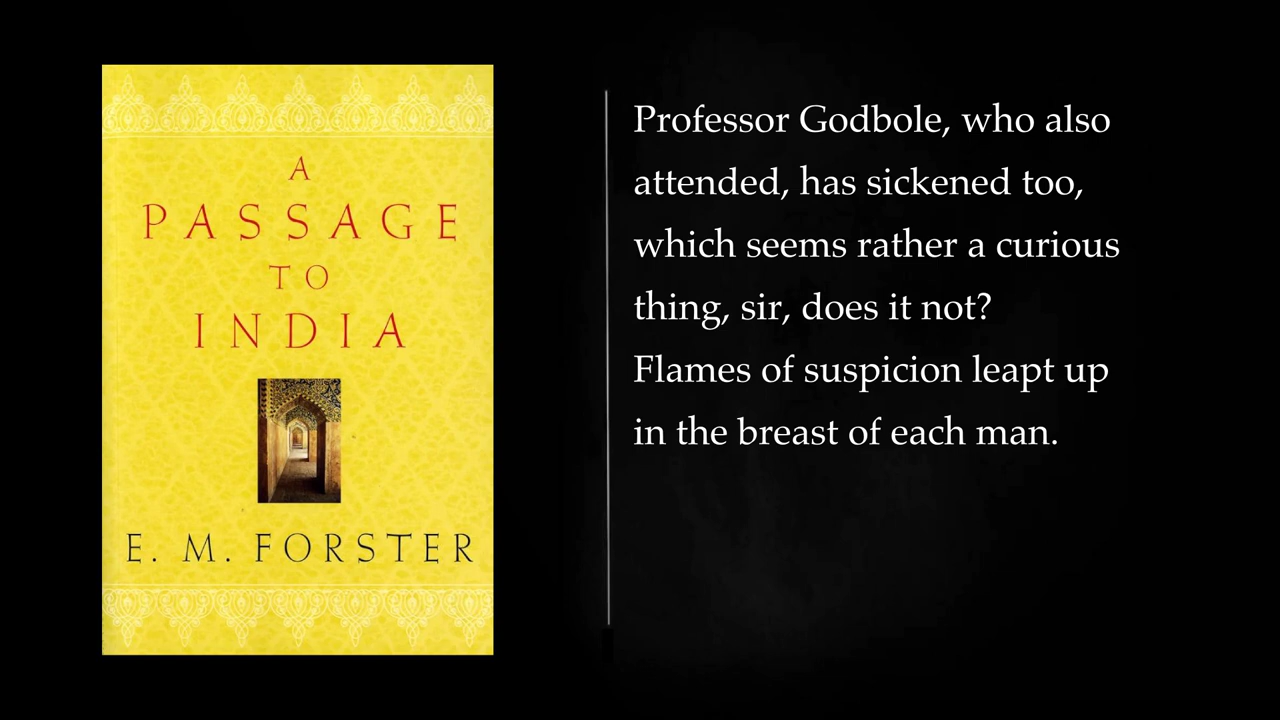 A
PASSAGE
TO
INDIA
E. M. FORSTER
Professor Godbole, who also
attended, has sickened too,
which seems rather a curious
thing, sir, does it not?
Flames of suspicion leapt up
in the breast of each man.